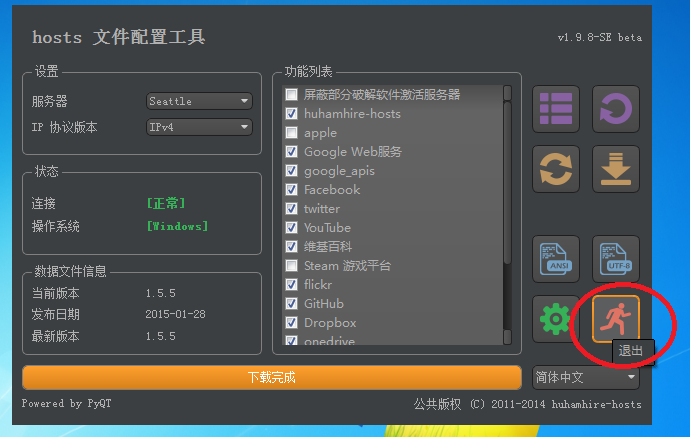 hosts 文件配置工具
v1.9.8-SE beta
设置
服务器
Seattle
IP 协议版本
IPv4
状态
连接
[正常]
操作系统
[Windows]
数据文件信息
当前版本
1.5.5
发布日期
2015-01-28
最新版本
1.5.5
功能列表
屏蔽部分破解软件激活服务器
huhamhire-hosts
apple
Google Web服务
google_apis
Facebook
twitter
YouTube
维基百科
Steam 游戏平台
flickr
GitHub
Dropbox
onedrive
ANSI
UTF-8
退出
下载完成
简体中文
Powered by PyQT
公共版权 (C) 2011-2014 huhamhire-hosts